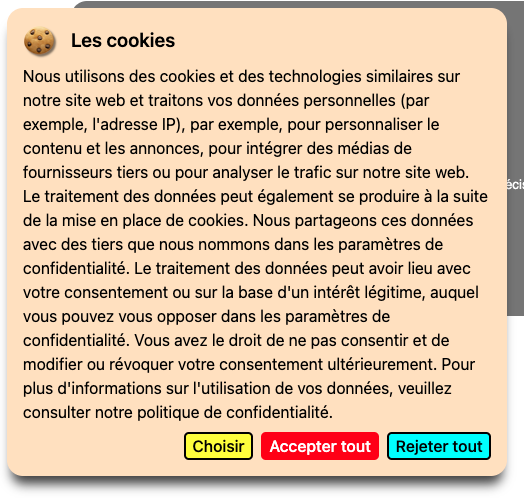 Les cookies
Nous utilisons des cookies et des technologies similaires sur
notre site web et traitons vos données personnelles (par
exemple, l'adresse IP), par exemple, pour personnaliser le
contenu et les annonces, pour intégrer des médias de
fournisseurs tiers ou pour analyser le trafic sur notre site web.
Le traitement des données peut également se produire à la suite
de la mise en place de cookies. Nous partageons ces données
avec des tiers que nous nommons dans les paramètres de
confidentialité. Le traitement des données peut avoir lieu avec
votre consentement ou sur la base d'un intérêt légitime, auquel
vous pouvez vous opposer dans les paramètres de
confidentialité. Vous avez le droit de ne pas consentir et de
modifier ou révoquer votre consentement ultérieurement. Pour
plus d'informations sur l'utilisation de vos données, veuillez
consulter notre politique de confidentialité.
Choisir Accepter tout Rejeter tout